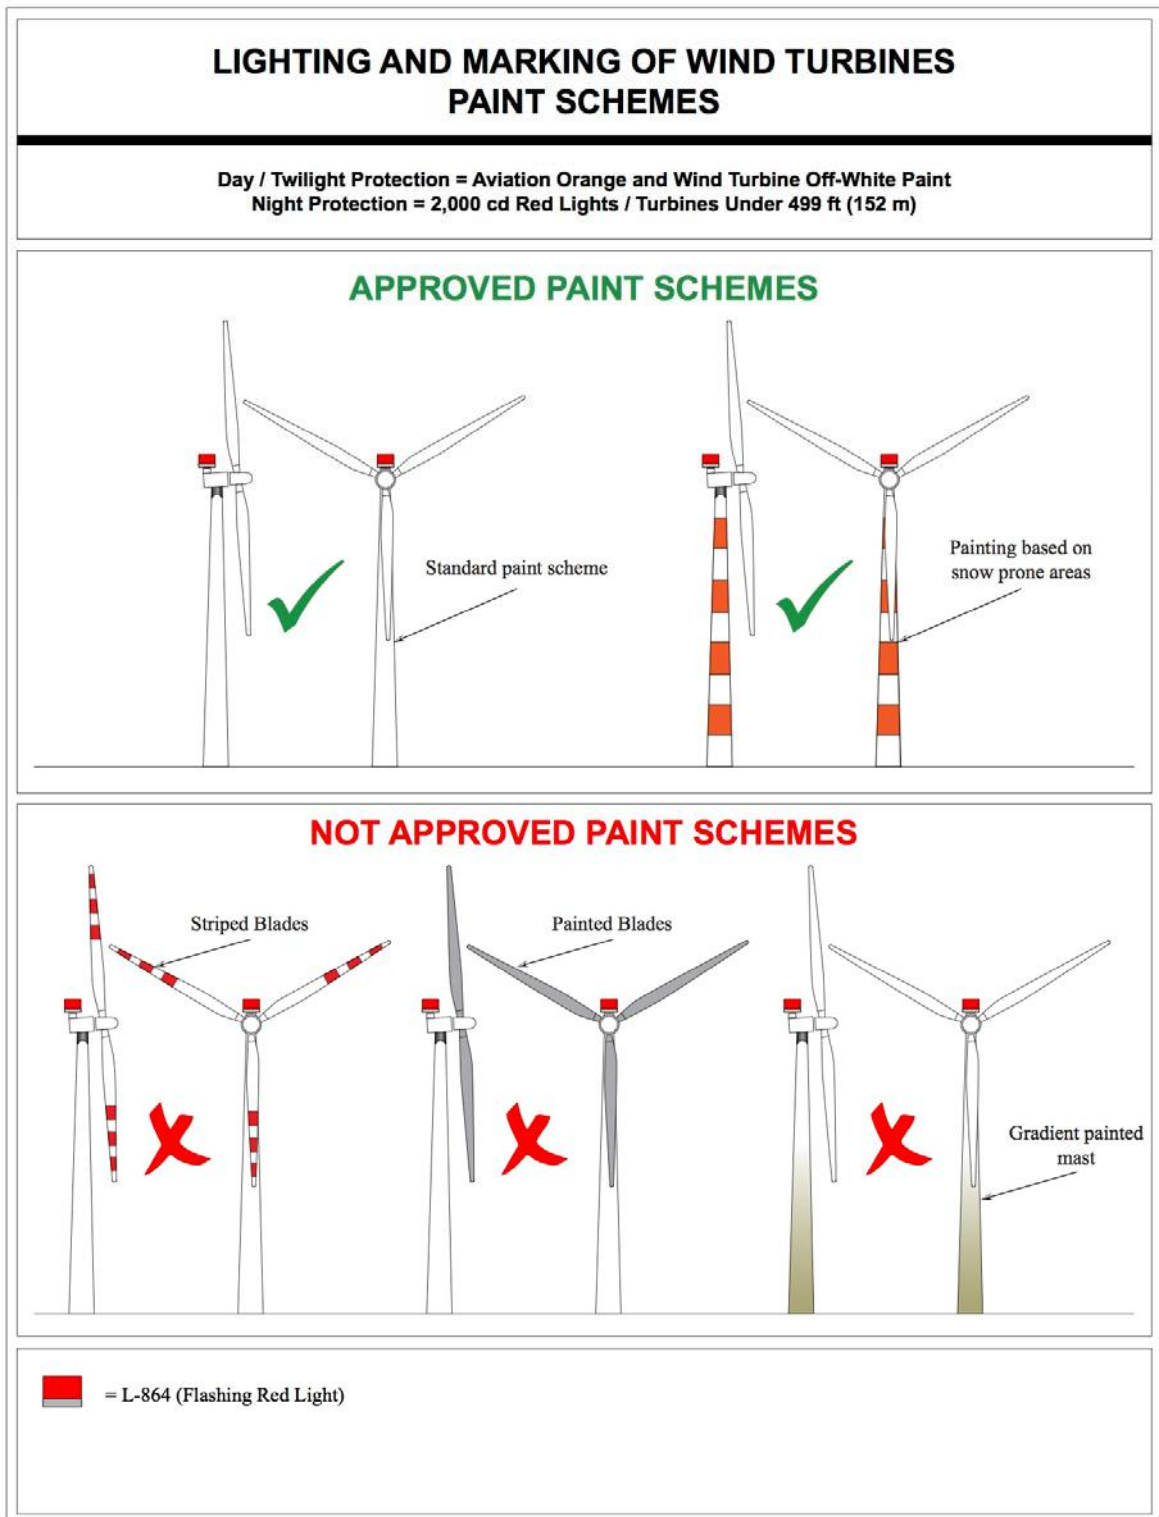 LIGHTING AND MARKING OF WIND TURBINES
PAINT SCHEMES
Day / Twilight Protection = Aviation Orange and Wind Turbine Off-White Paint
Night Protection = 2,000 cd Red Lights / Turbines Under 499 ft (152 m)
APPROVED PAINT SCHEMES
Standard paint scheme
Painting based on
snow prone areas
NOT APPROVED PAINT SCHEMES
Striped Blades
Painted Blades
Gradient painted
mast
= L-864 (Flashing Red Light)